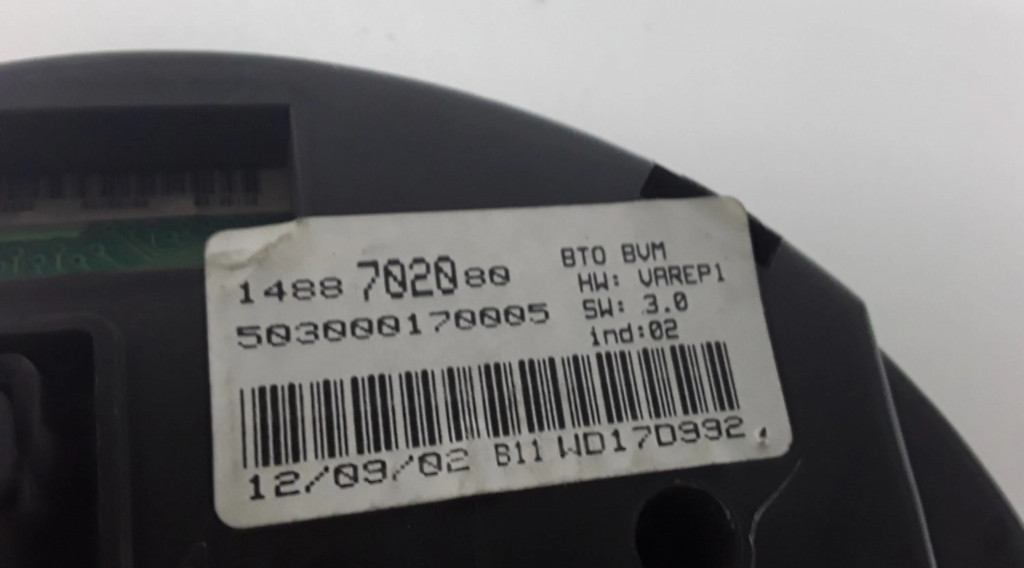 1488 7020 80
503000170005
BTO BVM
HW: VAREP1
SW: 3.0
ind:02
12/09/02 B11 WD17D992.